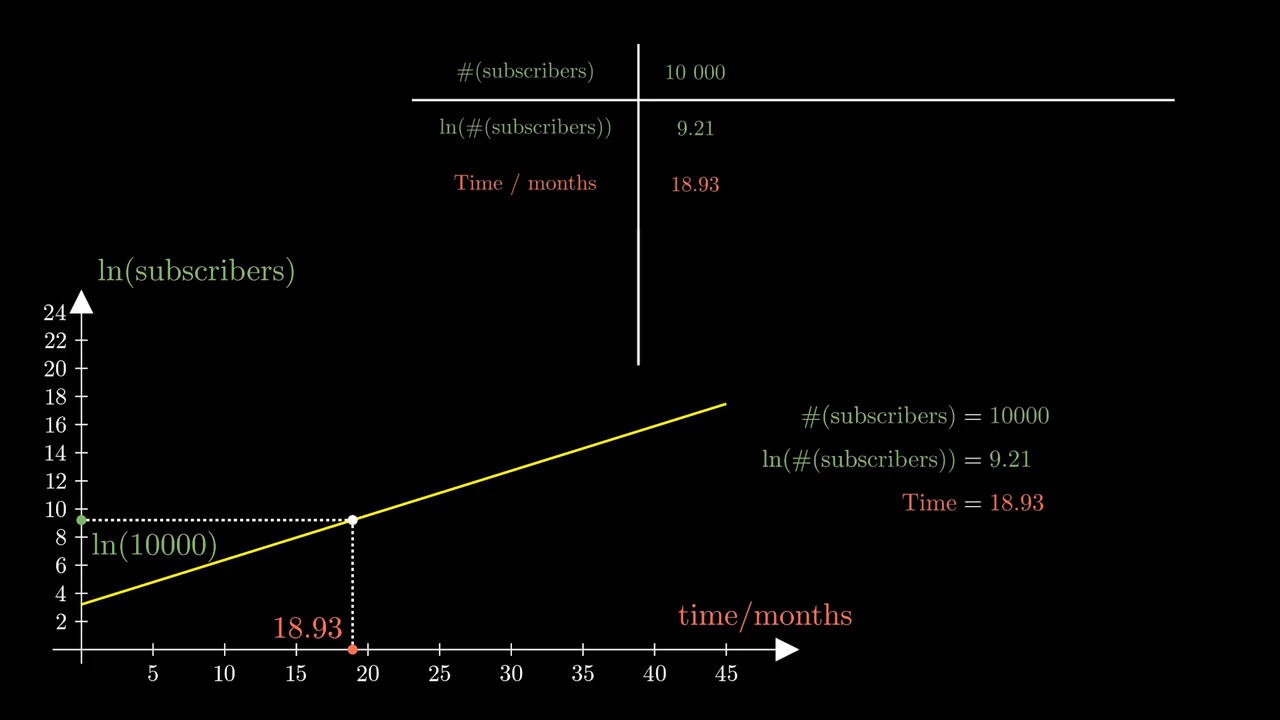 #(subscribers) 10 000
ln(#(subscribers)) 9.21
Time / months 18.93
ln(subscribers)
24
22
20
18
16
14
12
10
8
6
4
2
ln(10000)
18.93
time/months
5 10 15 20 25 30 35 40 45
#(subscribers) = 10000
ln(#(subscribers)) = 9.21
Time = 18.93